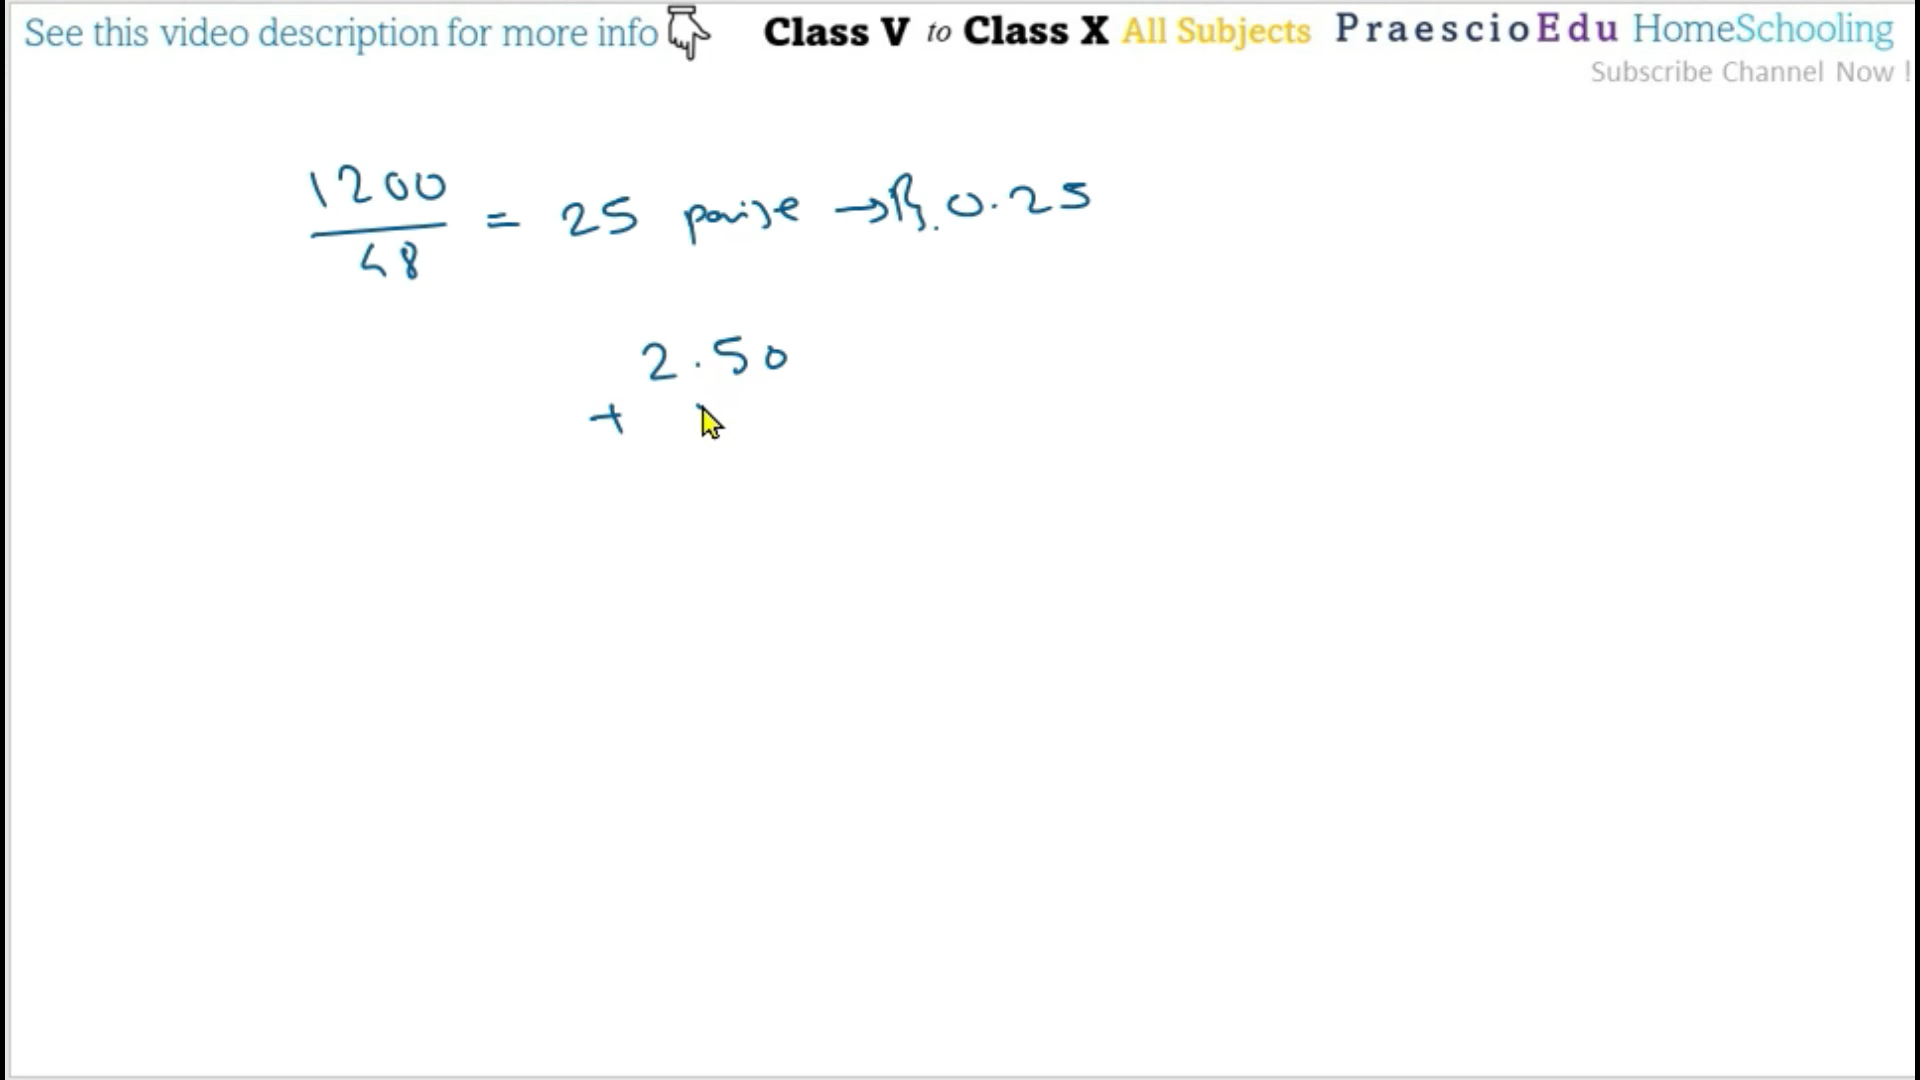 See this video description for more info Class V to Class X All Subjects PraescioEdu HomeSchooling
Subscribe Channel Now !
1200
48
= 25 paise → Rs. 0.25
2.50
+